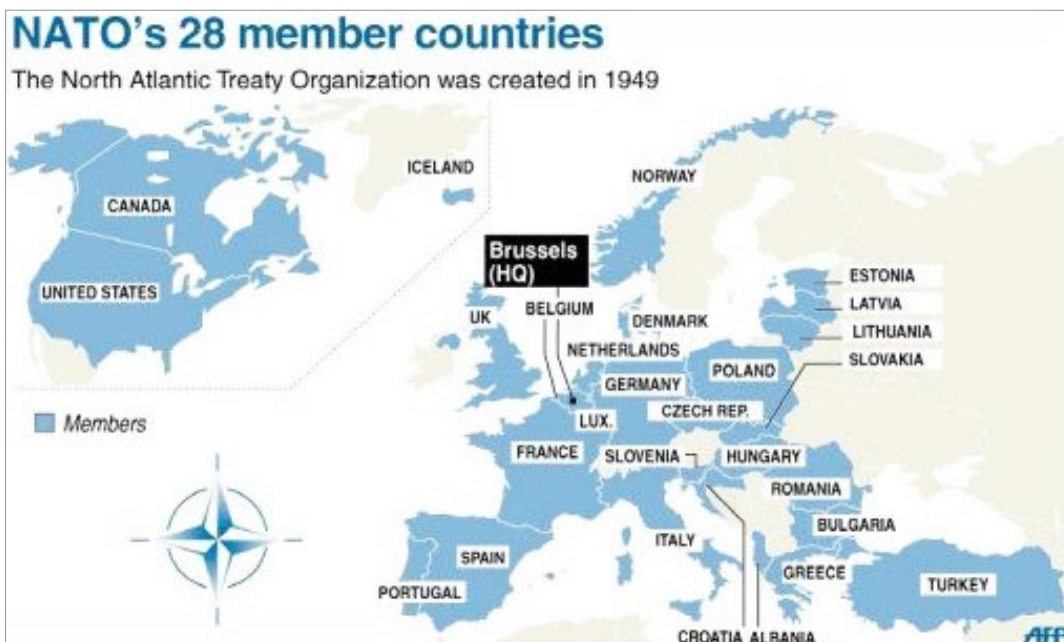 NATO's 28 member countries
The North Atlantic Treaty Organization was created in 1949
ICELAND
CANADA
UNITED STATES
Members
NORWAY
Brussels
(HQ)
BELGIUM
UK
DENMARK
NETHERLANDS
ESTONIA
LATVIA
LITHUANIA
SLOVAKIA
POLAND
GERMANY
CZECH REP.
LUX.
FRANCE
SLOVENIA
HUNGARY
ROMANIA
BULGARIA
ITALY
SPAIN
PORTUGAL
GREECE
TURKEY
CROATIA
ALBANIA
AFP